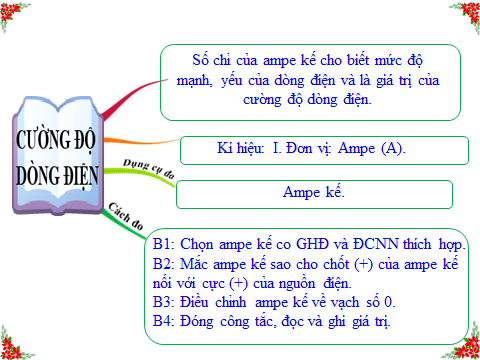 Số chỉ của ampe kế cho biết mức độ
mạnh, yếu của dòng điện và là giá trị của
cường độ dòng điện.
CƯỜNG ĐỘ
DÒNG ĐIỆN
Kí hiệu: I. Đơn vị: Ampe (A).
Dụng cụ đo
Ampe kế.
Cách đo
B1: Chọn ampe kế co GHĐ và ĐCNN thích hợp.
B2: Mắc ampe kế sao cho chốt (+) của ampe kế
nối với cực (+) của nguồn điện.
B3: Điều chỉnh ampe kế về vạch số 0.
B4: Đóng công tắc, đọc và ghi giá trị.